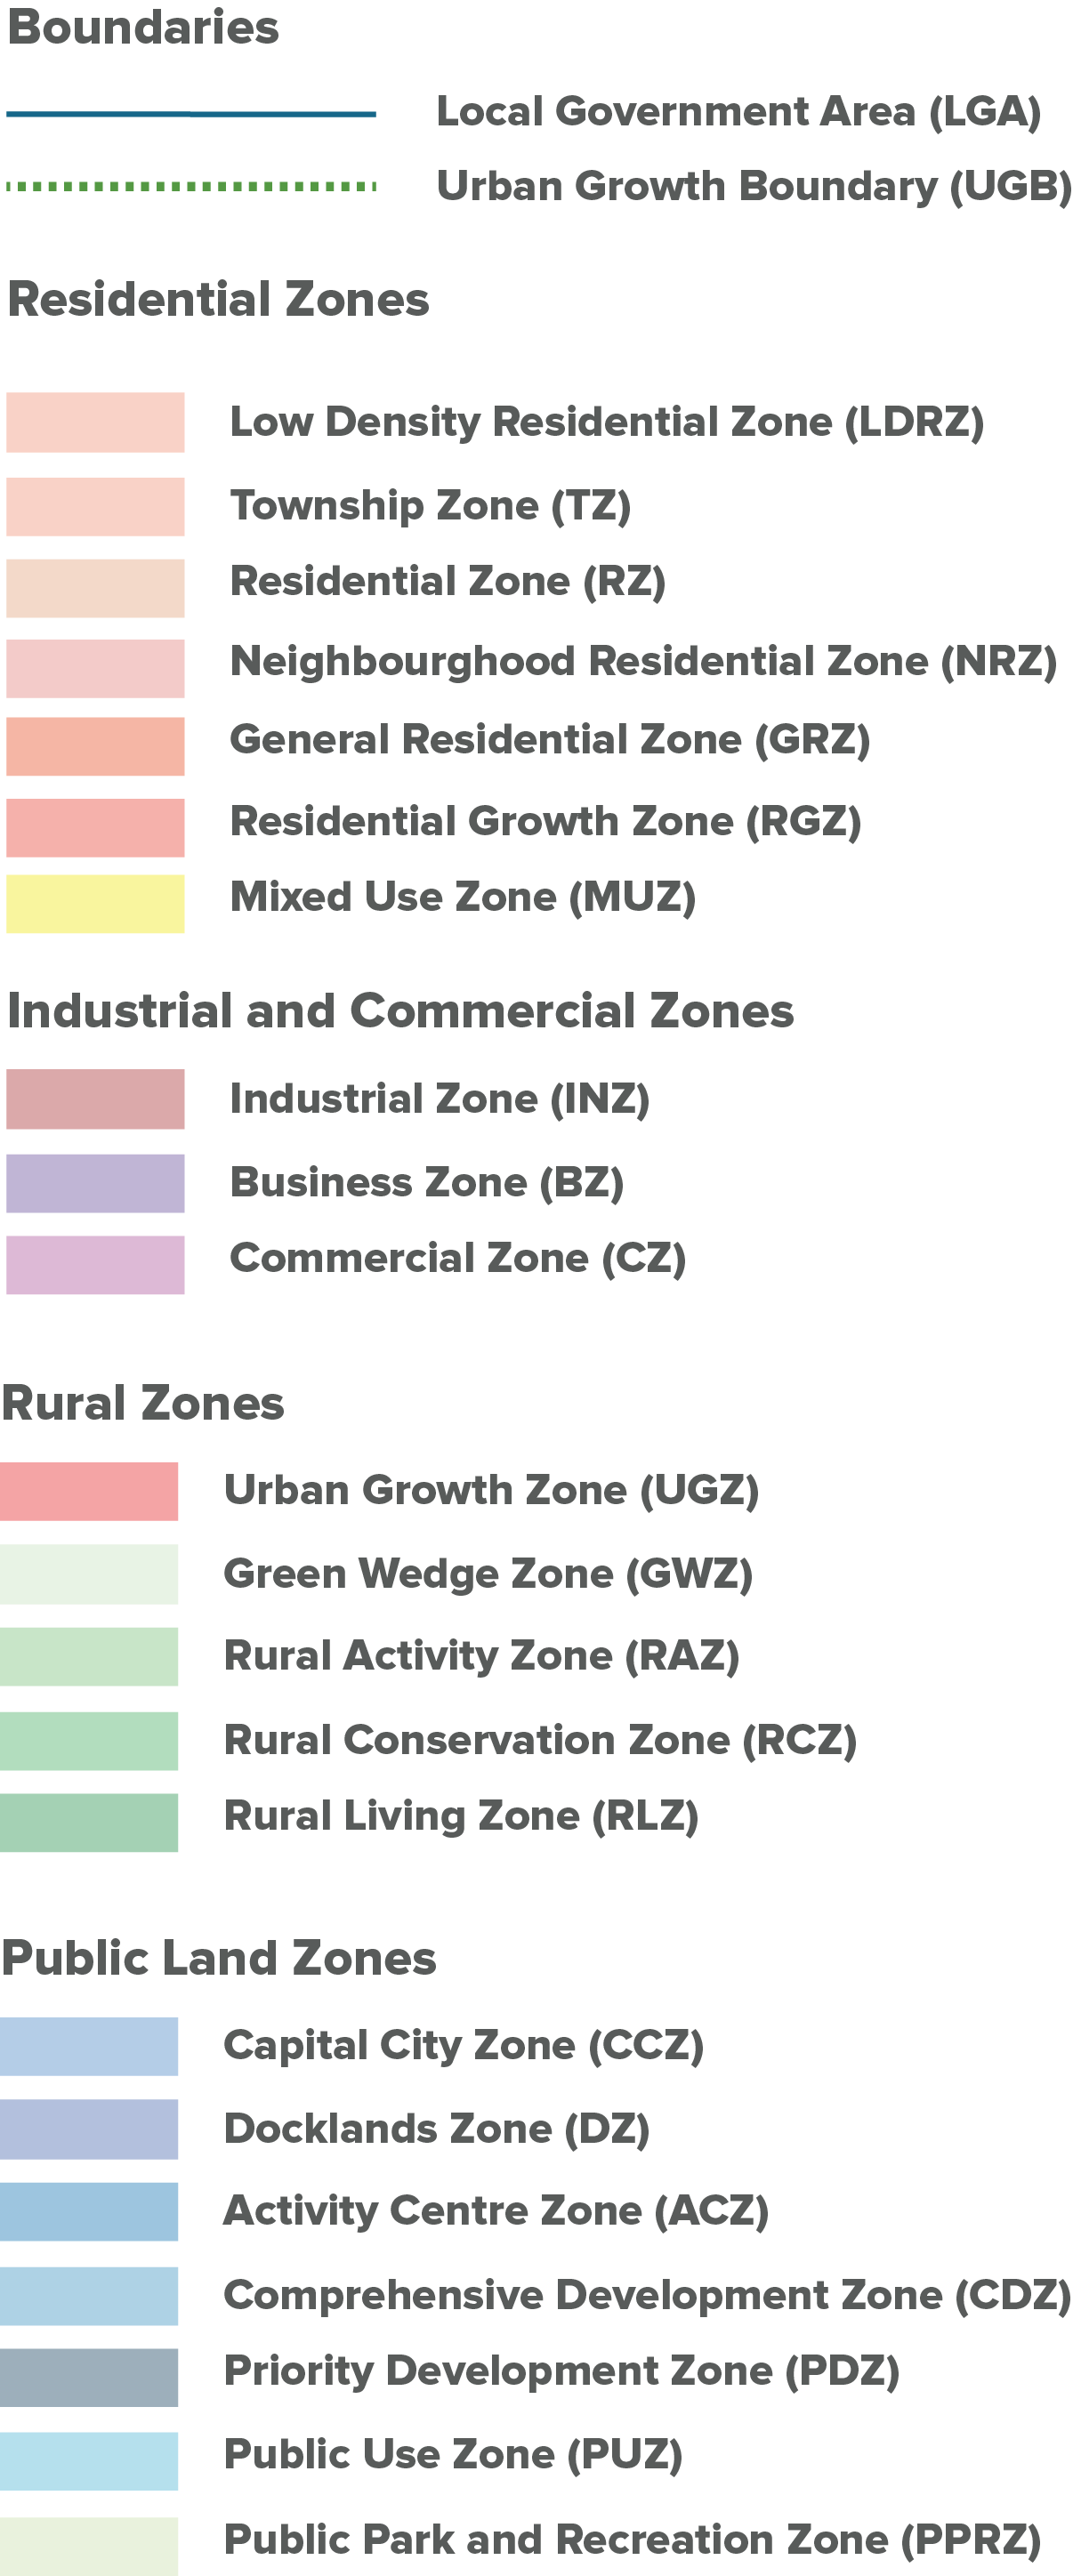 Boundaries
Local Government Area (LGA)
Urban Growth Boundary (UGB)
Residential Zones
Low Density Residential Zone (LDRZ)
Township Zone (TZ)
Residential Zone (RZ)
Neighbourghood Residential Zone (NRZ)
General Residential Zone (GRZ)
Residential Growth Zone (RGZ)
Mixed Use Zone (MUZ)
Industrial and Commercial Zones
Industrial Zone (INZ)
Business Zone (BZ)
Commercial Zone (CZ)
Rural Zones
Urban Growth Zone (UGZ)
Green Wedge Zone (GWZ)
Rural Activity Zone (RAZ)
Rural Conservation Zone (RCZ)
Rural Living Zone (RLZ)
Public Land Zones
Capital City Zone (CCZ)
Docklands Zone (DZ)
Activity Centre Zone (ACZ)
Comprehensive Development Zone (CDZ)
Priority Development Zone (PDZ)
Public Use Zone (PUZ)
Public Park and Recreation Zone (PPRZ)